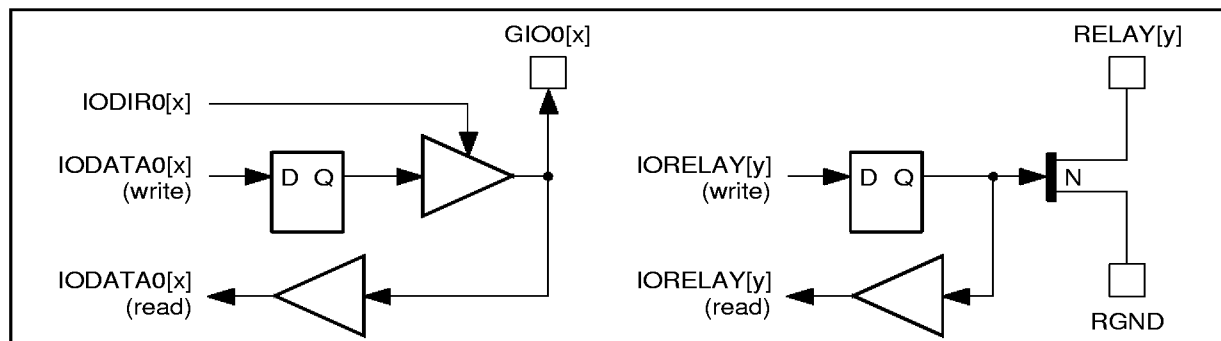 GIO0[x]
IODIR0[x]
IODATA0[x]
(write)
D Q
IODATA0[x]
(read)
RELAY[y]
IORELAY[y]
(write)
D Q
N
IORELAY[y]
(read)
RGND